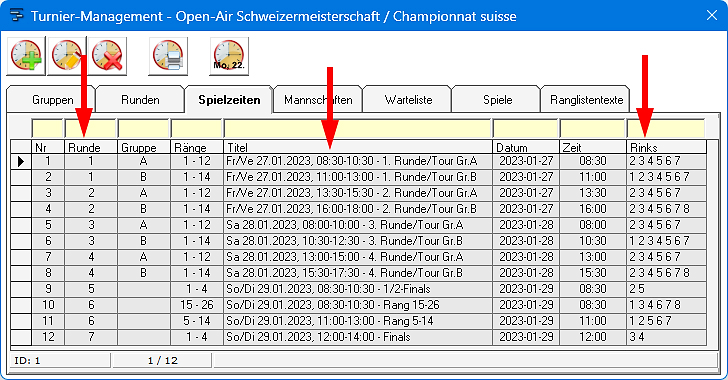 Turnier-Management - Open-Air Schweizermeisterschaft / Championnat suisse
Mo, 22.
Gruppen Runden Spielzeiten Mannschaften Warteliste Spiele Ranglistentexte
Nr Runde Gruppe Ränge Titel Datum Zeit Rinks
1 1 A 1 - 12 Fr/Ve 27.01.2023, 08:30-10:30 - 1. Runde/Tour Gr.A 2023-01-27 08:30 2 3 4 5 6 7
2 1 B 1 - 14 Fr/Ve 27.01.2023, 11:00-13:00 - 1. Runde/Tour Gr.B 2023-01-27 11:00 1 2 3 4 5 6 7
3 2 A 1 - 12 Fr/Ve 27.01.2023, 13:30-15:30 - 2. Runde/Tour Gr.A 2023-01-27 13:30 2 3 4 5 6 7
4 2 B 1 - 14 Fr/Ve 27.01.2023, 16:00-18:00 - 2. Runde/Tour Gr.B 2023-01-27 16:00 2 3 4 5 6 7 8
5 3 A 1 - 12 Sa 28.01.2023, 08:00-10:00 - 3. Runde/Tour Gr.A 2023-01-28 08:00 2 3 4 5 6 7
6 3 B 1 - 14 Sa 28.01.2023, 10:30-12:30 - 3. Runde/Tour Gr.B 2023-01-28 10:30 1 2 3 4 5 6 7
7 4 A 1 - 12 Sa 28.01.2023, 13:00-15:00 - 4. Runde/Tour Gr.A 2023-01-28 13:00 2 3 4 5 6 7
8 4 B 1 - 14 Sa 28.01.2023, 15:30-17:30 - 4. Runde/Tour Gr.B 2023-01-28 15:30 2 3 4 5 6 7 8
9 5 1 - 4 So/Di 29.01.2023, 08:30-10:30 - 1/2-Finals 2023-01-29 08:30 2 5
10 6 15 - 26 So/Di 29.01.2023, 08:30-10:30 - Rang 15-26 2023-01-29 08:30 1 3 4 6 7 8
11 6 5 - 14 So/Di 29.01.2023, 11:00-13:00 - Rang 5-14 2023-01-29 11:00 1 2 5 6 7
12 7 1 - 4 So/Di 29.01.2023, 12:00-14:00 - Finals 2023-01-29 12:00 3 4
ID: 1 1 / 12